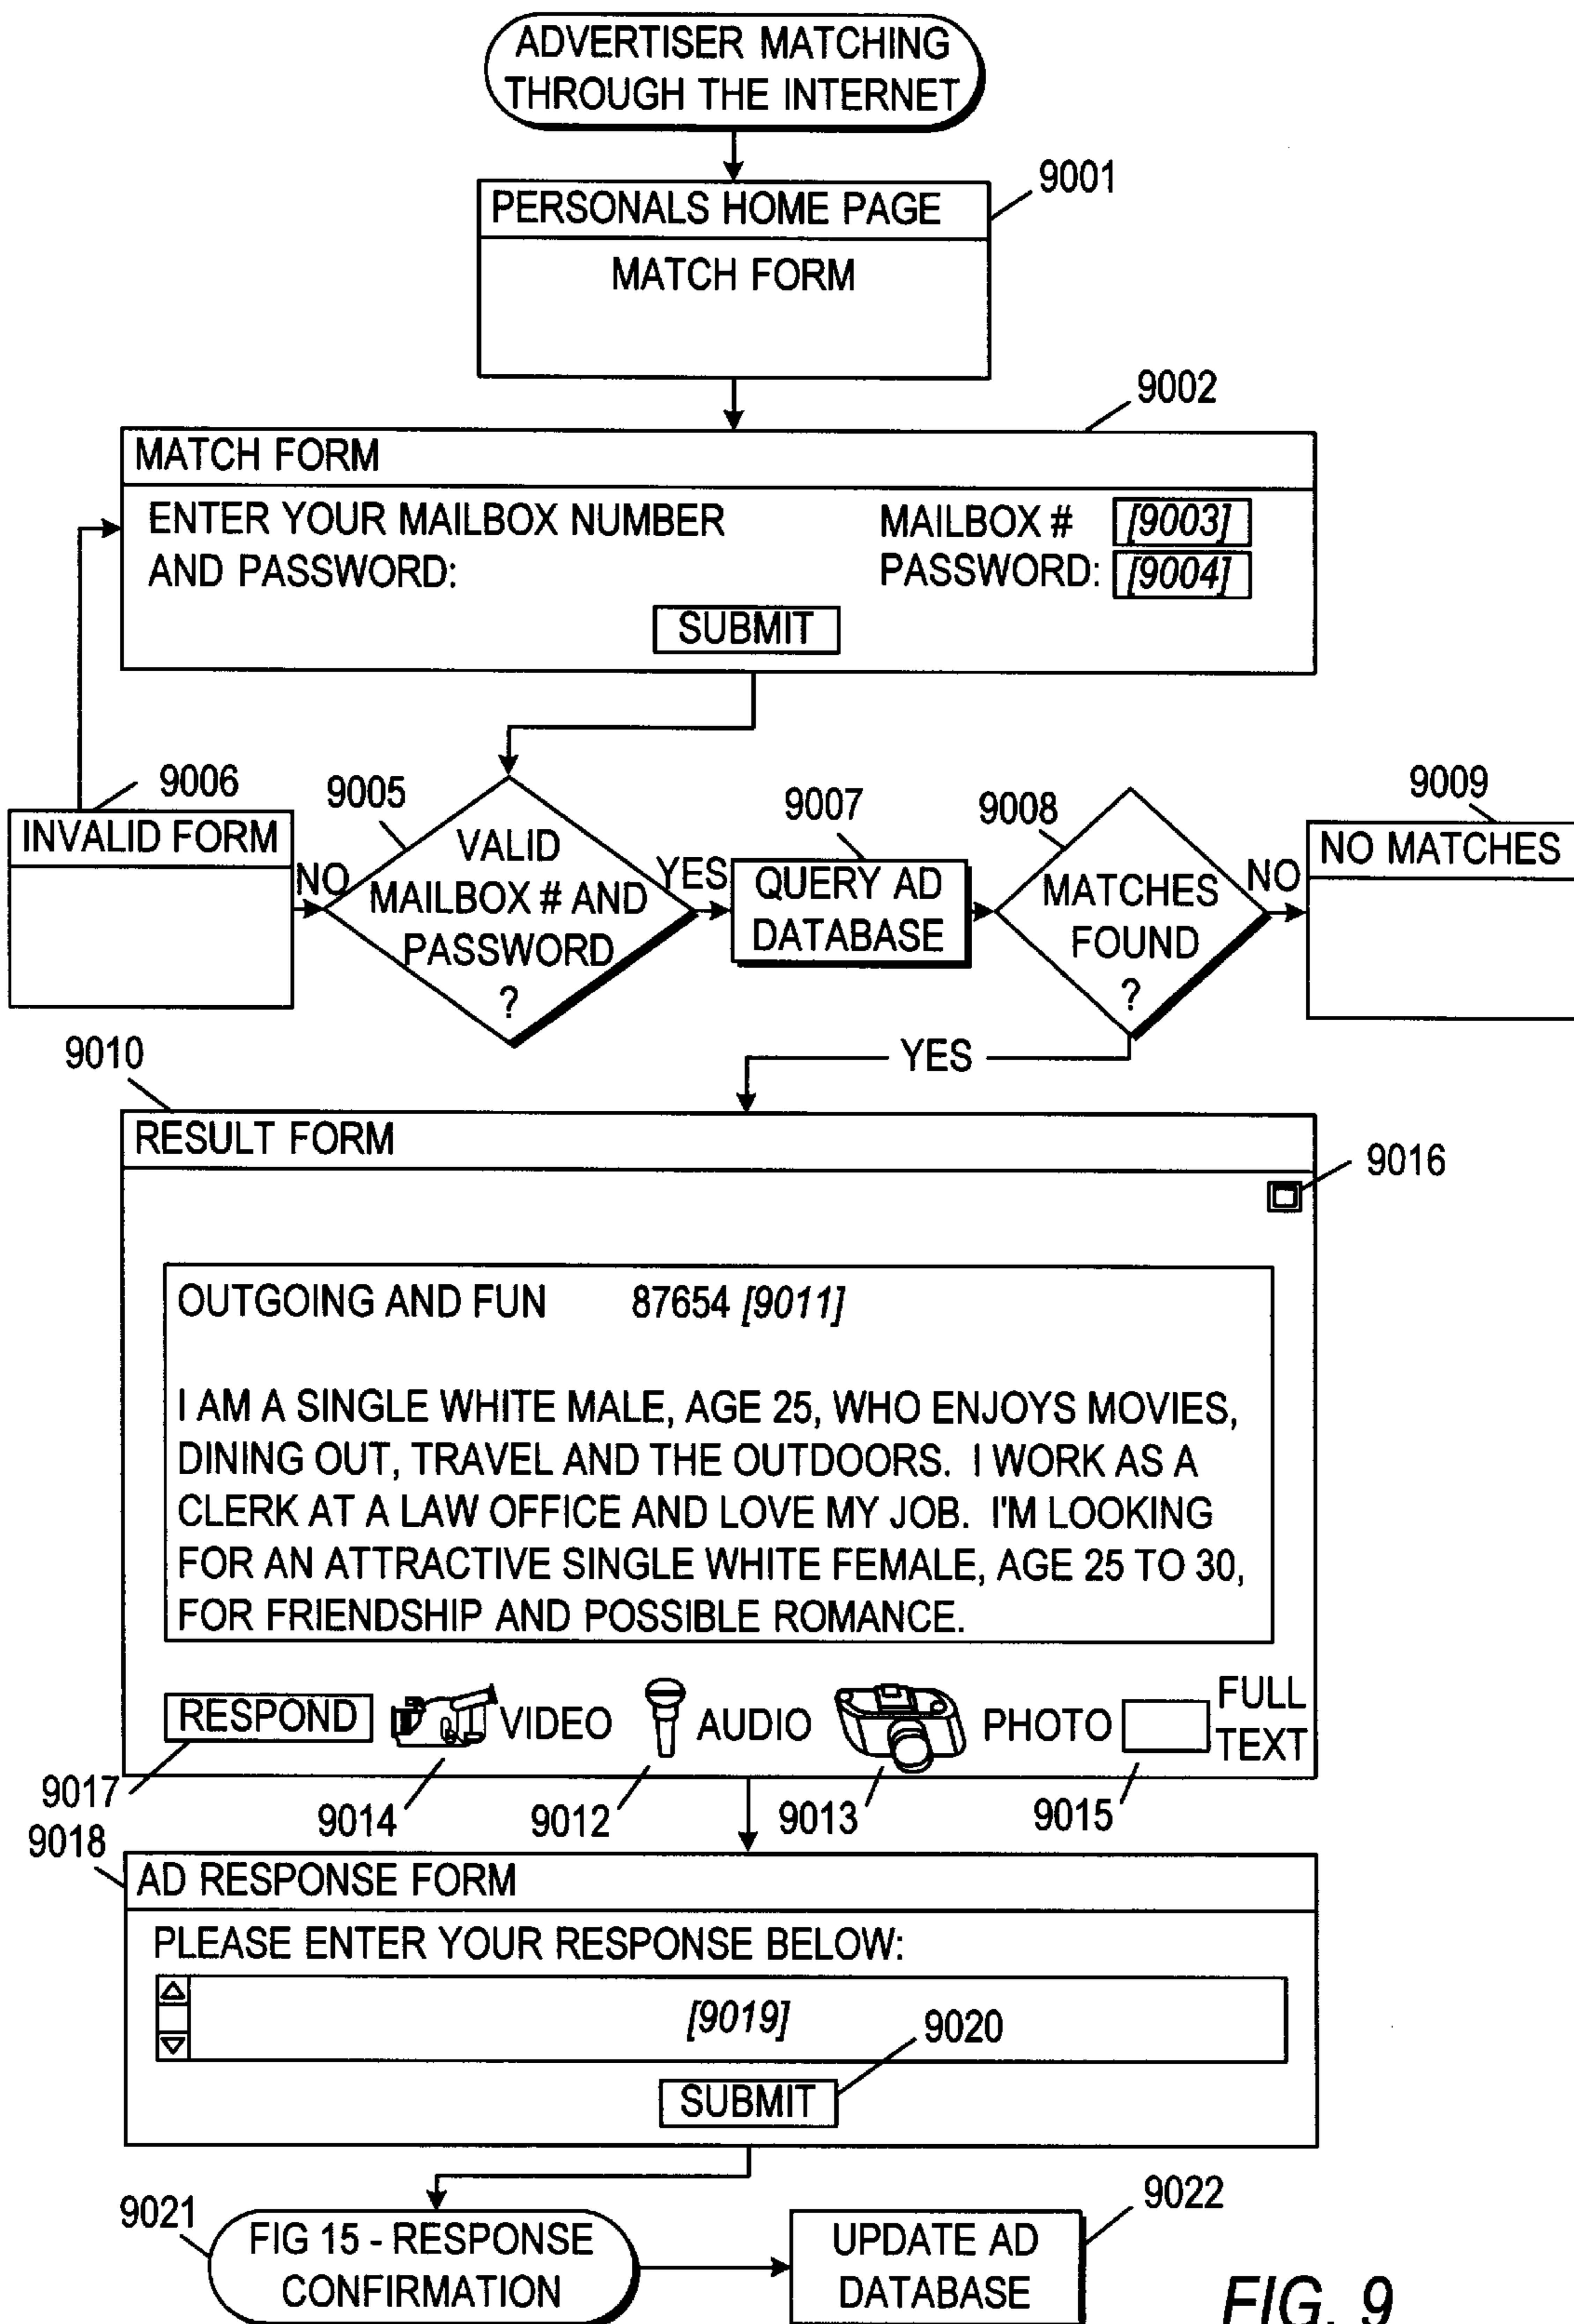 ADVERTISER MATCHING
THROUGH THE INTERNET
9001
PERSONALS HOME PAGE
MATCH FORM
9002
MATCH FORM
ENTER YOUR MAILBOX NUMBER
AND PASSWORD:
MAILBOX # [9003]
PASSWORD: [9004]
SUBMIT
9006
INVALID FORM
NO
9005
VALID
MAILBOX # AND
PASSWORD
?
YES
9007
QUERY AD
DATABASE
9008
MATCHES
FOUND
?
NO
9009
NO MATCHES
YES
9010
RESULT FORM
9016
OUTGOING AND FUN 87654 [9011]
I AM A SINGLE WHITE MALE, AGE 25, WHO ENJOYS MOVIES,
DINING OUT, TRAVEL AND THE OUTDOORS. I WORK AS A
CLERK AT A LAW OFFICE AND LOVE MY JOB. I'M LOOKING
FOR AN ATTRACTIVE SINGLE WHITE FEMALE, AGE 25 TO 30,
FOR FRIENDSHIP AND POSSIBLE ROMANCE.
RESPOND
VIDEO
AUDIO
PHOTO
FULL
TEXT
9017
9014
9012
9013
9015
9018
AD RESPONSE FORM
PLEASE ENTER YOUR RESPONSE BELOW:
[9019]
9020
SUBMIT
9021
FIG 15 - RESPONSE
CONFIRMATION
9022
UPDATE AD
DATABASE
FIG. 9